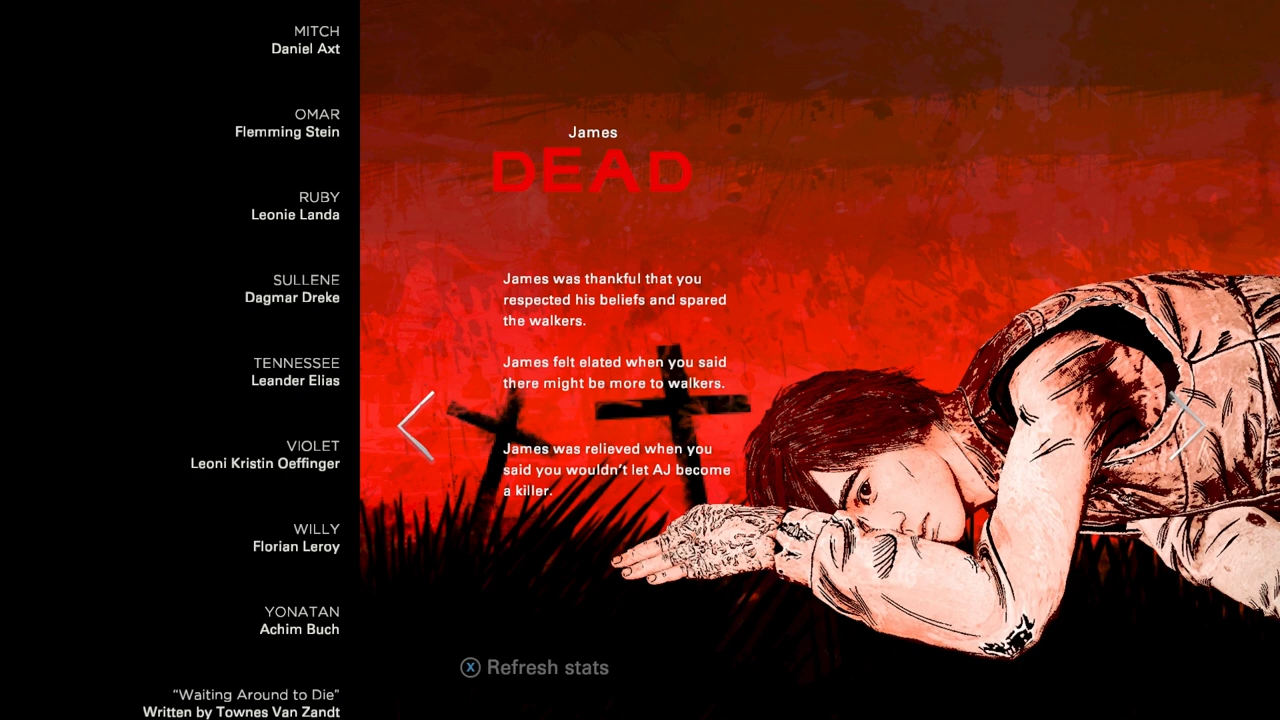 MITCH
Daniel Axt
OMAR
Flemming Stein
RUBY
Leonie Landa
SULLENE
Dagmar Dreke
TENNESSEE
Leander Elias
VIOLET
Leoni Kristin Oeffinger
WILLY
Florian Leroy
YONATAN
Achim Buch
“Waiting Around to Die”
Written by Townes Van Zandt
James
DEAD
James was thankful that you
respected his beliefs and spared
the walkers.
James felt elated when you said
there might be more to walkers.
James was relieved when you
said you wouldn’t let AJ become
a killer.
X Refresh stats